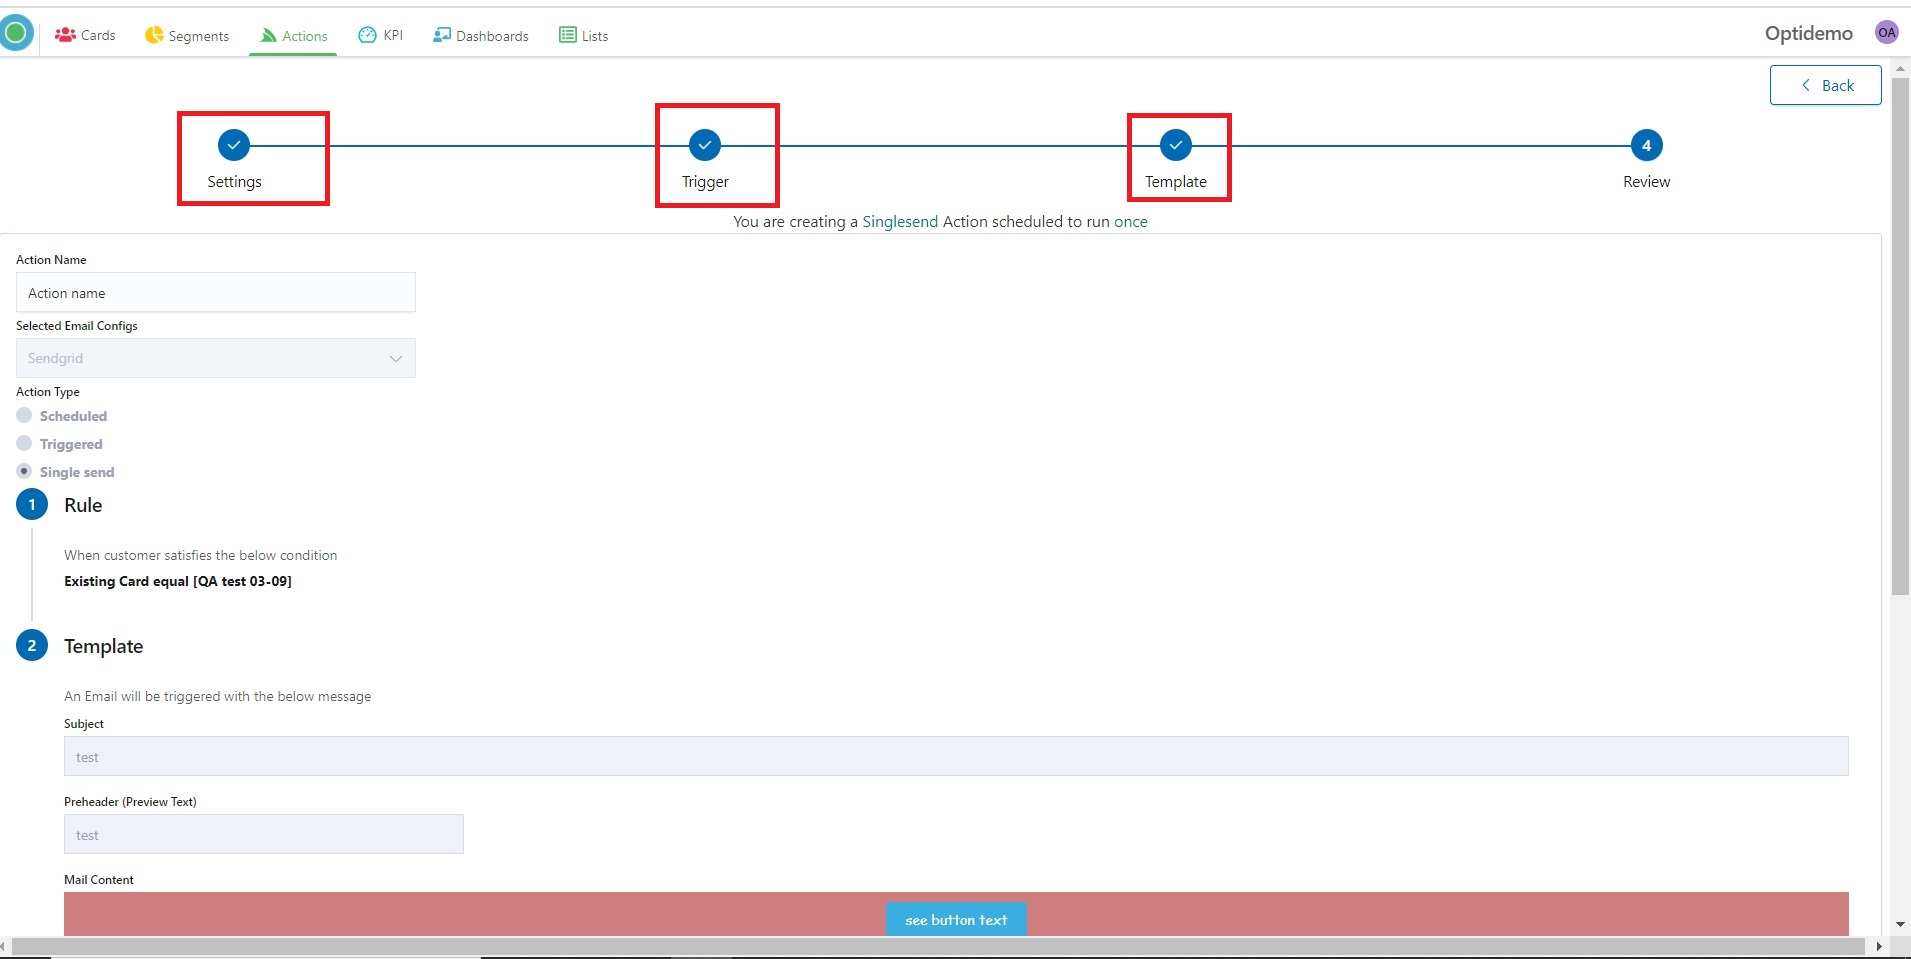 Cards Segments Actions KPI Dashboards Lists Optidemo OA
Back
4
Settings Trigger Template Review
You are creating a Singlesend Action scheduled to run once
Action Name
Action name
Selected Email Configs
Sendgrid
Action Type
Scheduled
Triggered
Single send
1 Rule
When customer satisfies the below condition
Existing Card equal [QA test 03-09]
2 Template
An Email will be triggered with the below message
Subject
test
Preheader (Preview Text)
test
Mail Content
see button text